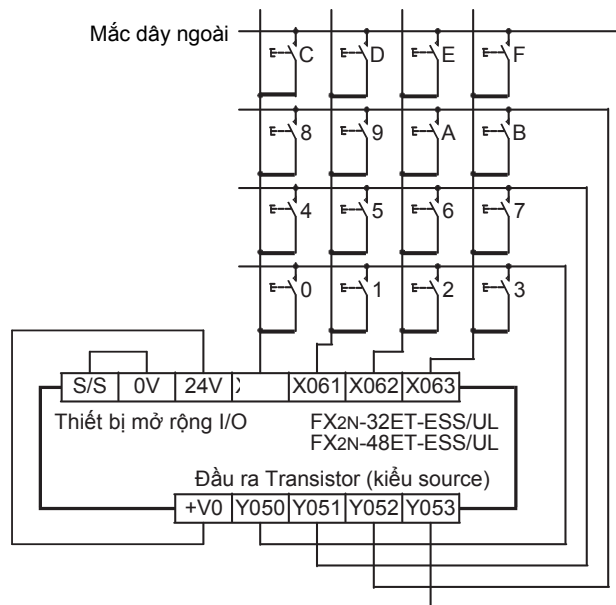 Mắc dây ngoài
C D E F
8 9 A B
4 5 6 7
0 1 2 3
S/S 0V 24V X061 X062 X063
Thiết bị mở rộng I/O
FX2N-32ET-ESS/UL
FX2N-48ET-ESS/UL
Đầu ra Transistor (kiểu source)
+V0 Y050 Y051 Y052 Y053